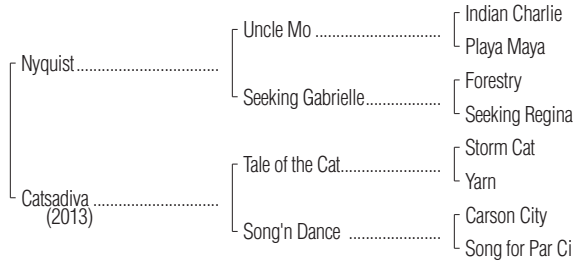 Indian Charlie
Uncle Mo
Playa Maya
Nyquist
Forestry
Seeking Gabrielle
Seeking Regina
Storm Cat
Tale of the Cat
Yarn
Catsadiva
(2013)
Carson City
Song'n Dance
Song for Par Ci